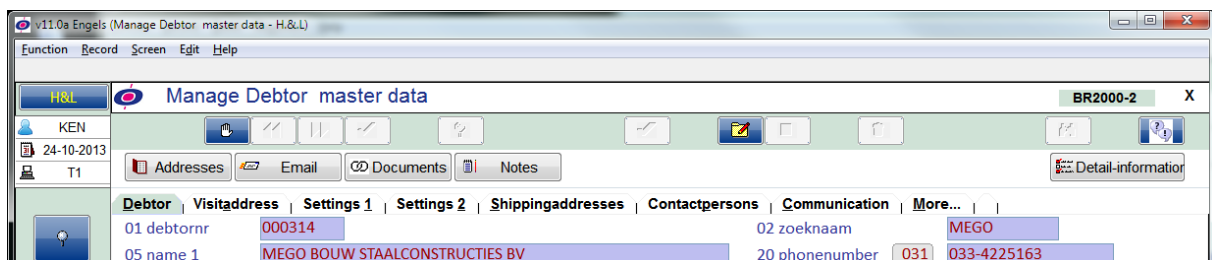 v11.0a Engels (Manage Debtor master data - H.&.L)
Function Record Screen Edit Help
H&L Manage Debtor master data BR2000-2 X
KEN
24-10-2013
T1 Addresses Email Documents Notes Detail-information
Debtor Visitaddress Settings 1 Settings 2 Shippingaddresses Contactpersons Communication More...
01 debtornr 000314 02 zoeknaam MEGO
05 name 1 MEGO BOUW STAALCONSTRUCTIES BV 20 phonenumber 031 033-4225163